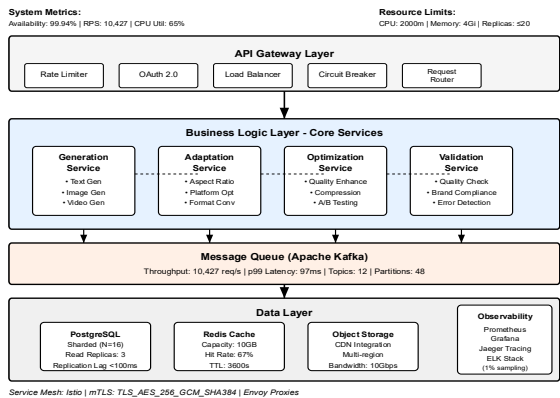 System Metrics:
Availability: 99.94% | RPS: 10,427 | CPU Util: 65%
Resource Limits:
CPU: 2000m | Memory: 4Gi | Replicas: ≤20
API Gateway Layer
Rate Limiter
OAuth 2.0
Load Balancer
Circuit Breaker
Request
Router
Business Logic Layer - Core Services
Generation
Service
• Text Gen
• Image Gen
• Video Gen
Adaptation
Service
• Aspect Ratio
• Platform Opt
• Format Conv
Optimization
Service
• Quality Enhance
• Compression
• A/B Testing
Validation
Service
• Quality Check
• Brand Compliance
• Error Detection
Message Queue (Apache Kafka)
Throughput: 10,427 req/s | p99 Latency: 97ms | Topics: 12 | Partitions: 48
Data Layer
PostgreSQL
Sharded (N=16)
Read Replicas: 3
Replication Lag <100ms
Redis Cache
Capacity: 10GB
Hit Rate: 67%
TTL: 3600s
Object Storage
CDN Integration
Multi-region
Bandwidth: 10Gbps
Observability
Prometheus
Grafana
Jaeger Tracing
ELK Stack
(1% sampling)
Service Mesh: Istio | mTLS: TLS_AES_256_GCM_SHA384 | Envoy Proxies